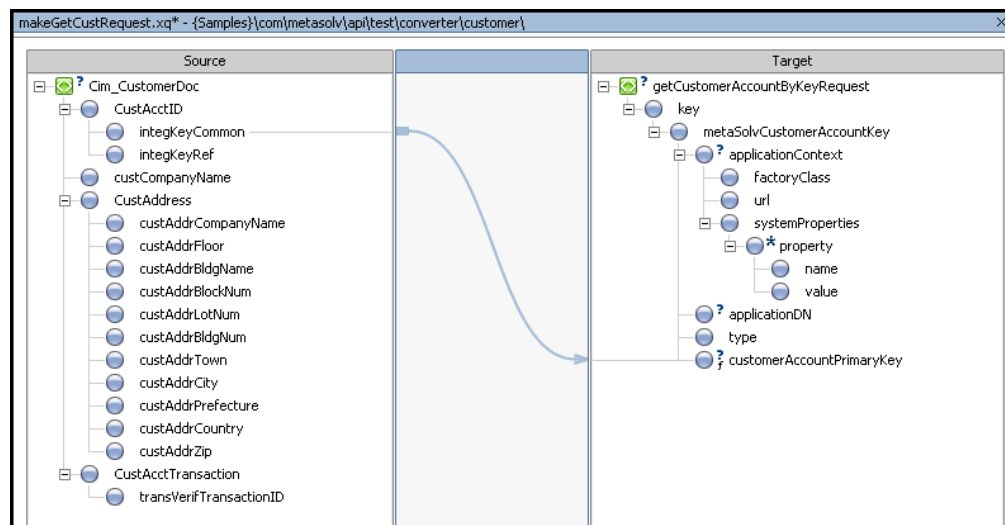 makeGetCustRequest.xq* - {Samples}\com\metasolv\api\test\converter\customer\
Source
Cim_CustomerDoc
CustAcctID
integKeyCommon
integKeyRef
custCompanyName
CustAddress
custAddrCompanyName
custAddrFloor
custAddrBldgName
custAddrBlockNum
custAddrLotNum
custAddrBldgNum
custAddrTown
custAddrCity
custAddrPrefecture
custAddrCountry
custAddrZip
CustAcctTransaction
transVerifTransactionID
Target
getCustomerAccountByKeyRequest
key
metaSolvCustomerAccountKey
applicationContext
factoryClass
url
systemProperties
property
name
value
applicationDN
type
customerAccountPrimaryKey